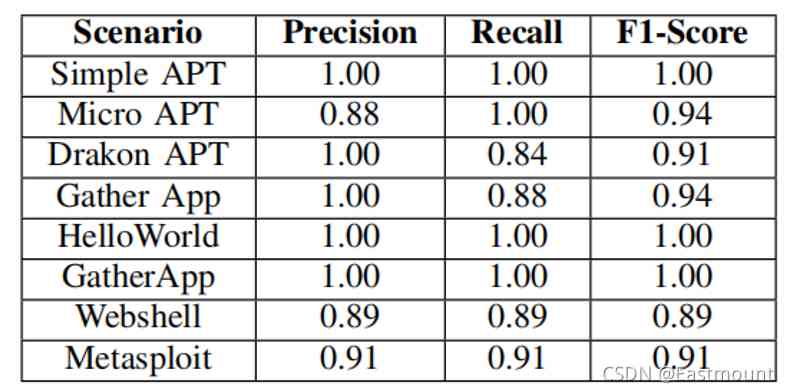 Scenario Precision Recall F1-Score
Simple APT 1.00 1.00 1.00
Micro APT 0.88 1.00 0.94
Drakon APT 1.00 0.84 0.91
Gather App 1.00 0.88 0.94
HelloWorld 1.00 1.00 1.00
GatherApp 1.00 1.00 1.00
Webshell 0.89 0.89 0.89
Metasploit 0.91 0.91 0.91
CSDN @Eastmount